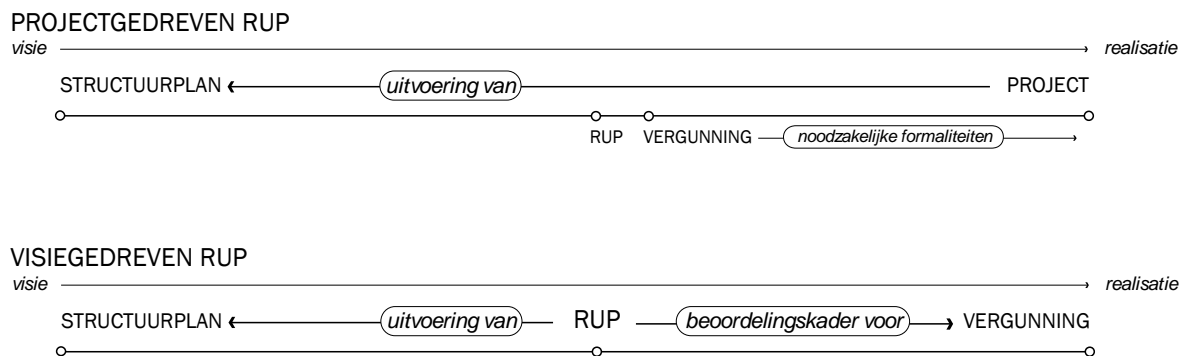 PROJECTGEDREVEN RUP
visie realisatie
STRUCTUURPLAN uitvoering van PROJECT
RUP VERGUNNING noodzakelijke formaliteiten
VISIEGEDREVEN RUP
visie realisatie
STRUCTUURPLAN uitvoering van RUP beoordelingskader voor VERGUNNING